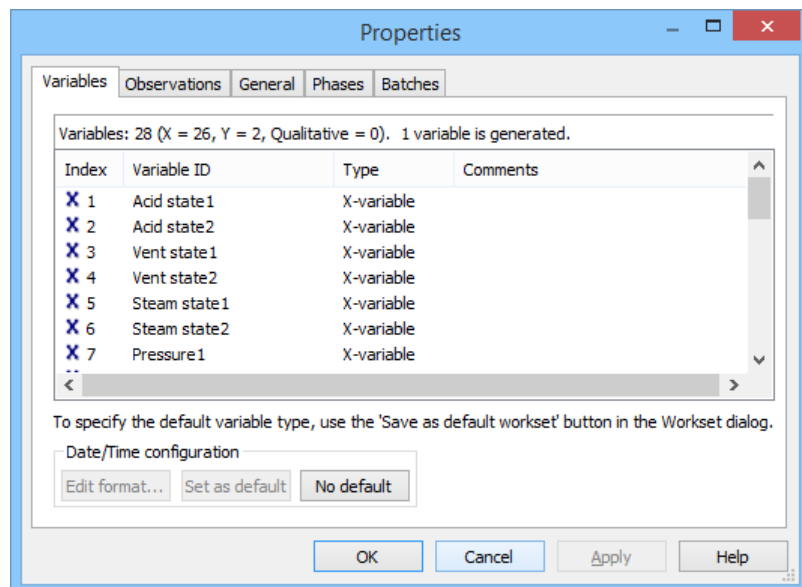 Properties
Variables Observations General Phases Batches
Variables: 28 (X = 26, Y = 2, Qualitative = 0). 1 variable is generated.
Index Variable ID Type Comments
X 1 Acid state1 X-variable
X 2 Acid state2 X-variable
X 3 Vent state1 X-variable
X 4 Vent state2 X-variable
X 5 Steam state1 X-variable
X 6 Steam state2 X-variable
X 7 Pressure1 X-variable
To specify the default variable type, use the 'Save as default workset' button in the Workset dialog.
Date/Time configuration
Edit format... Set as default No default
OK Cancel Apply Help